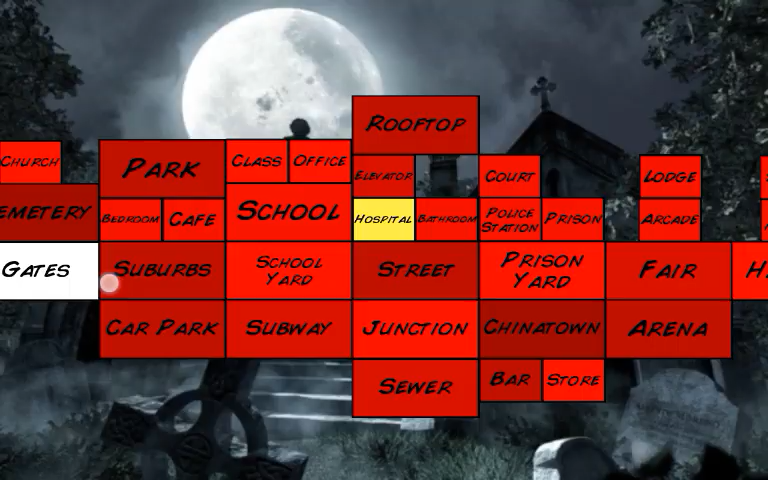 ROOFTOP
CHURCH
PARK
CLASS
OFFICE
ELEVATOR
COURT
LODGE
EMETERY
BEDROOM
CAFE
SCHOOL
HOSPITAL
BATHROOM
POLICE
STATION
PRISON
ARCADE
GATES
SUBURBS
SCHOOL
YARD
STREET
PRISON
YARD
FAIR
CAR PARK
SUBWAY
JUNCTION
CHINATOWN
ARENA
SEWER
BAR
STORE